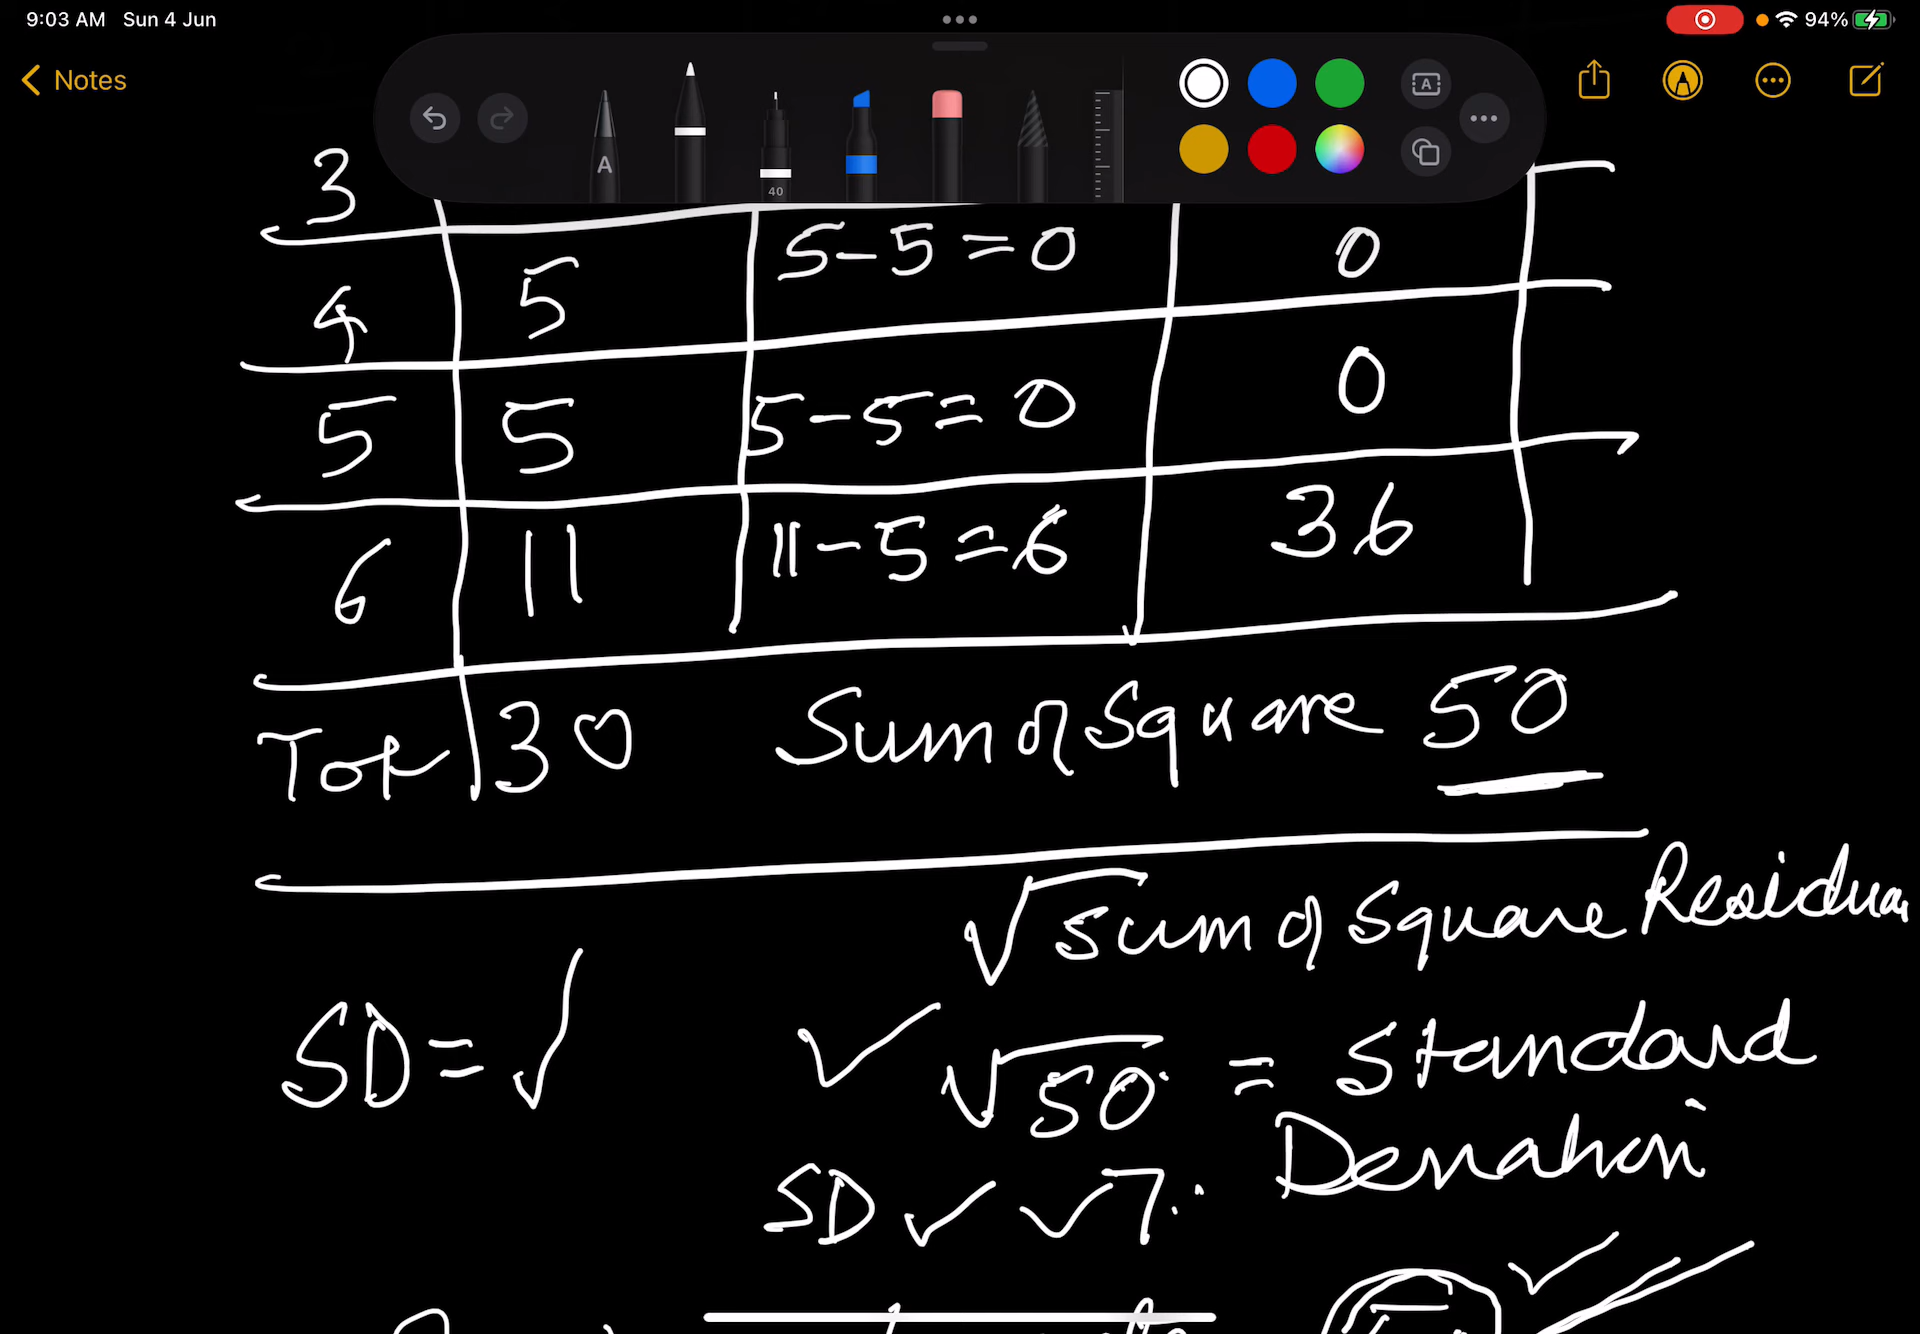 9:03 AM Sun 4 Jun 94%
Notes
A 40 A
3
5-5=0 0
4 5
5 5 5-5=0 0
6 11 11-5=6 36
Tot 30 Sum of Square 50
√sum of Square Residua
SD=√ √50 = Standard
Deviation
SD 7.